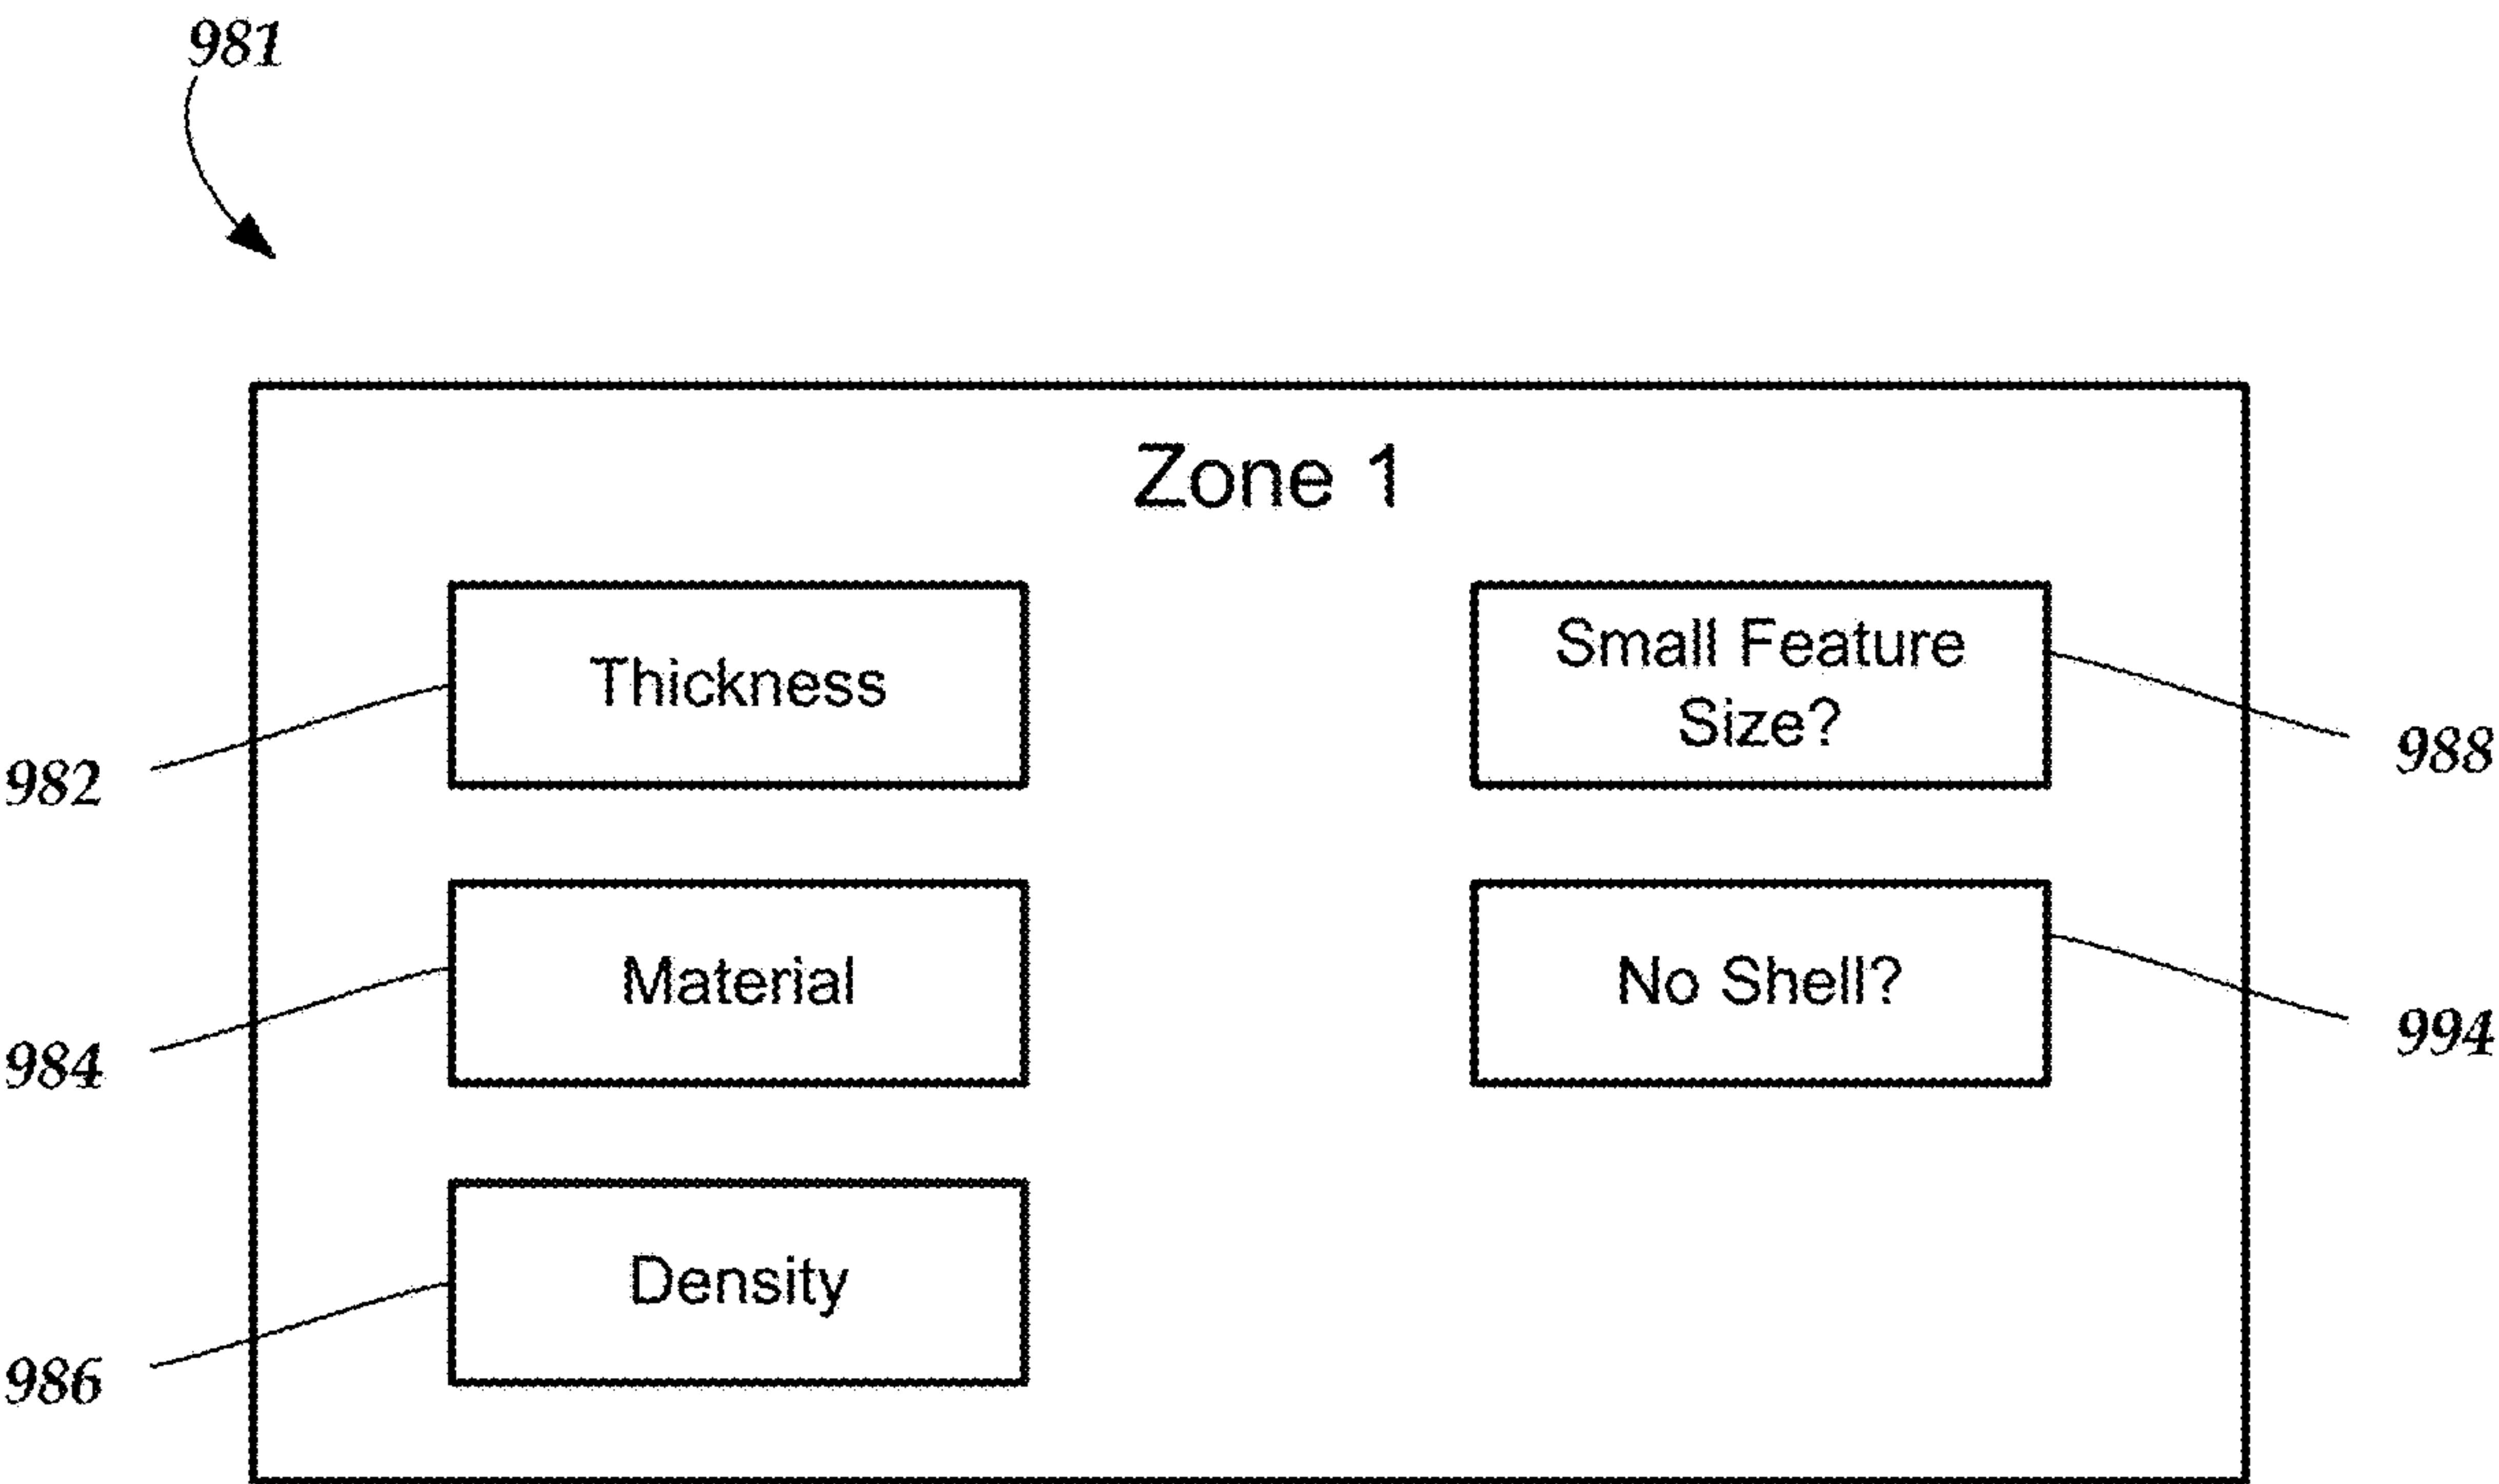 981
Zone 1
Thickness
Small Feature
Size?
982
988
Material
No Shell?
984
994
Density
986